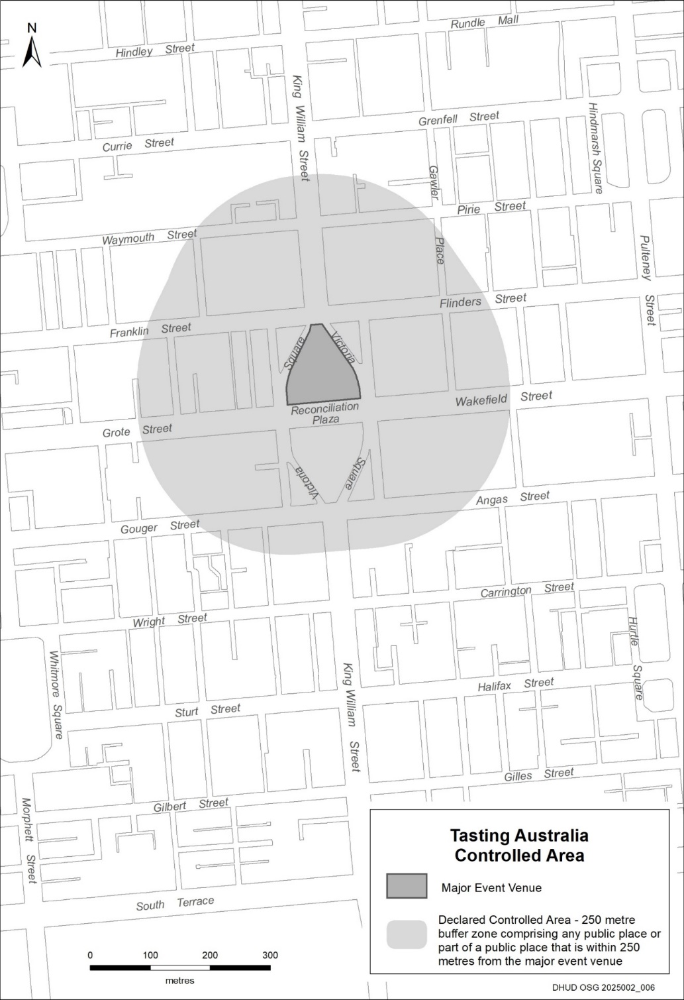 N
Rundle Mall
Hindley Street
King William Street
Grenfell Street
Hindmarsh Square
Currie Street
Gawler Place
Pirie Street
Waymouth Street
Pulteney Street
Flinders Street
Franklin Street
Victoria Square
Reconciliation
Plaza
Wakefield Street
Grote Street
Victoria Square
Angas Street
Gouger Street
Carrington Street
Wright Street
Hurtle Square
Whitmore Square
King William Street
Halifax Street
Sturt Street
Gilles Street
Gilbert Street
Morphett Street
South Terrace
Tasting Australia
Controlled Area
Major Event Venue
Declared Controlled Area - 250 metre
buffer zone comprising any public place or
part of a public place that is within 250
metres from the major event venue
0 100 200 300
metres
DHUD OSG 2025002_006